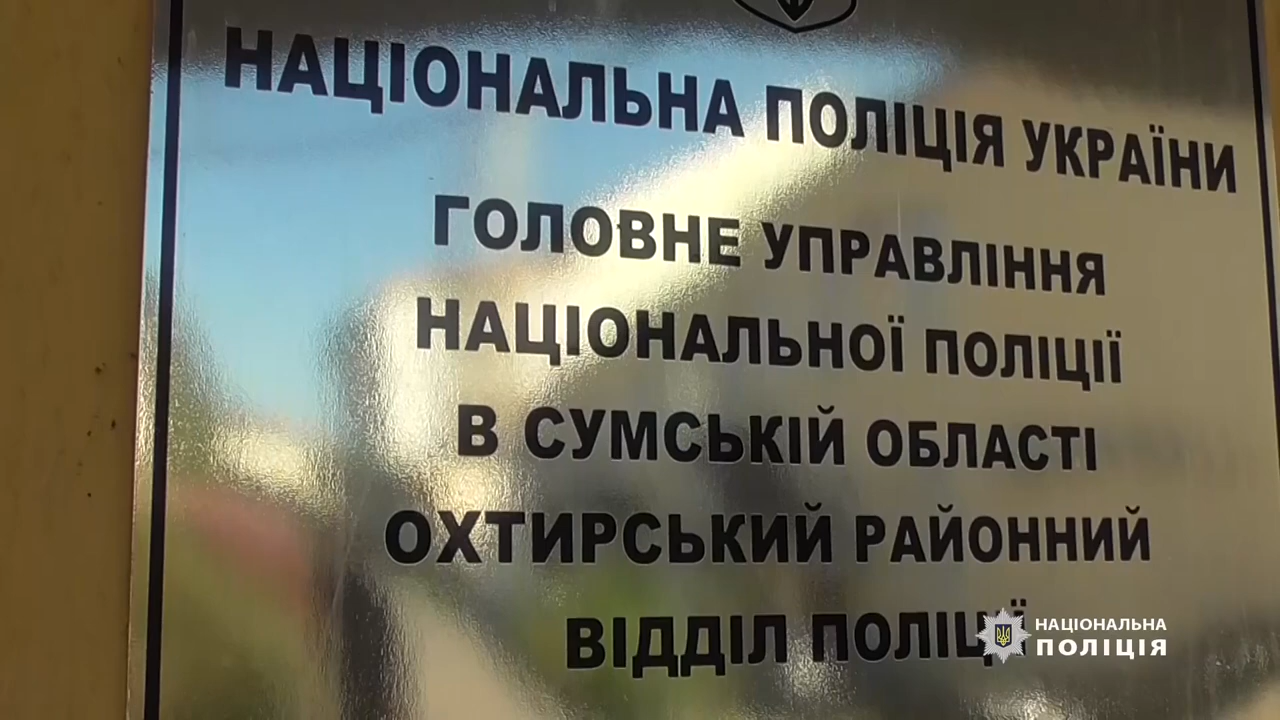 НАЦІОНАЛЬНА ПОЛІЦІЯ УКРАЇНИ
ГОЛОВНЕ УПРАВЛІННЯ
НАЦІОНАЛЬНОЇ ПОЛІЦІЇ
В СУМСЬКІЙ ОБЛАСТІ
ОХТИРСЬКИЙ РАЙОННИЙ
ВІДДІЛ ПОЛІЦІЇ
НАЦІОНАЛЬНА
ПОЛІЦІЯ